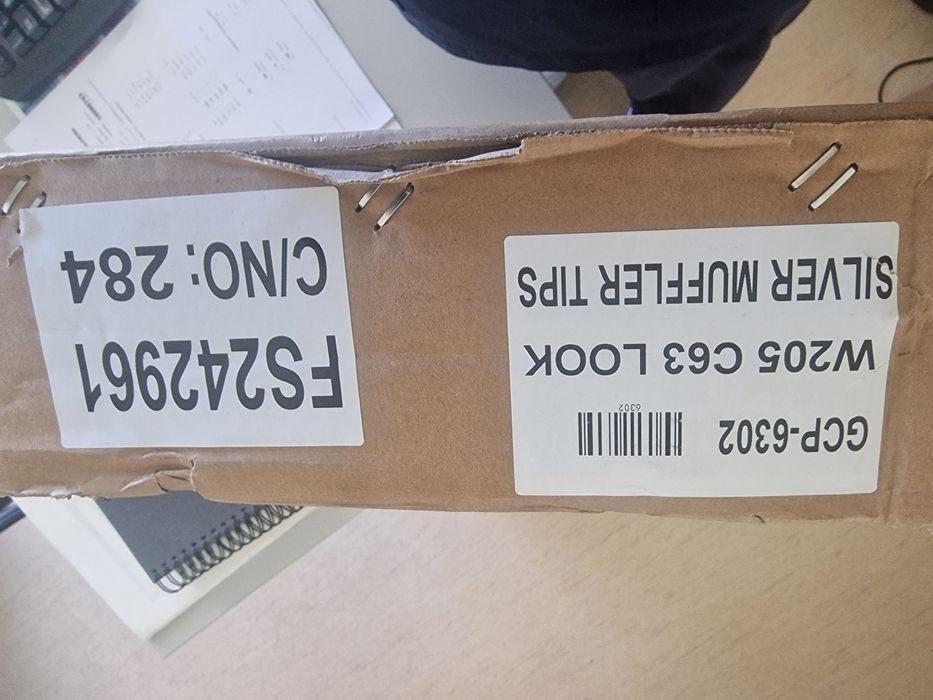 GCP-6302
6302
W205 C63 LOOK
SILVER MUFFLER TIPS
FS242961
C/NO: 284